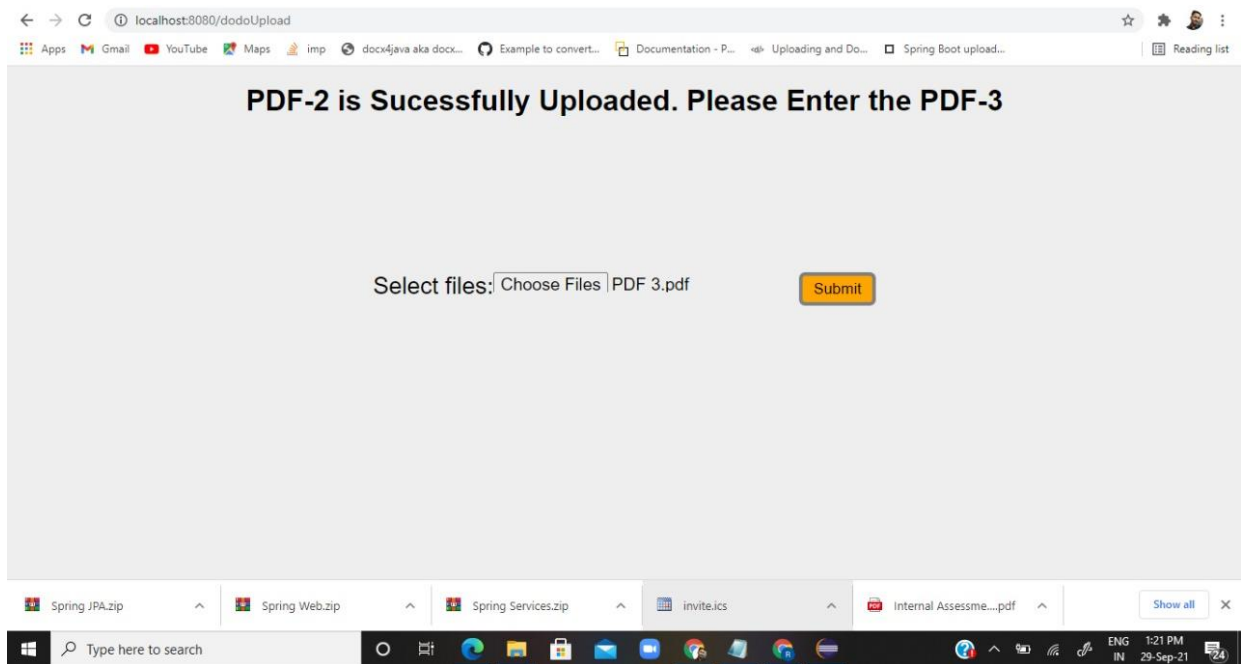 localhost:8080/dodoUpload
Apps Gmail YouTube Maps imp docx4java aka docx... Example to convert... Documentation - P... Uploading and Do... Spring Boot upload... Reading list
PDF-2 is Sucessfully Uploaded. Please Enter the PDF-3
Select files: Choose Files PDF 3.pdf Submit
Spring JPA.zip Spring Web.zip Spring Services.zip invite.ics Internal Assessme....pdf Show all
Type here to search ENG 1:21 PM
IN 29-Sep-21 24